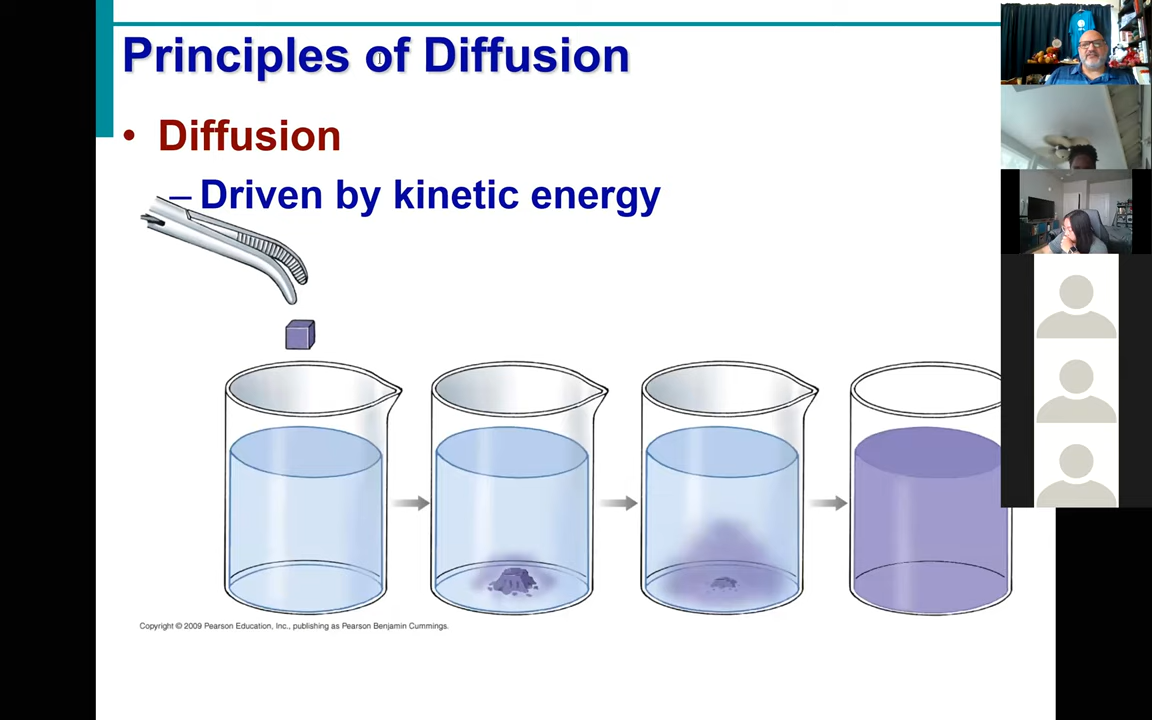 Principles of Diffusion
• Diffusion
– Driven by kinetic energy
Copyright © 2009 Pearson Education, Inc., publishing as Pearson Benjamin Cummings.